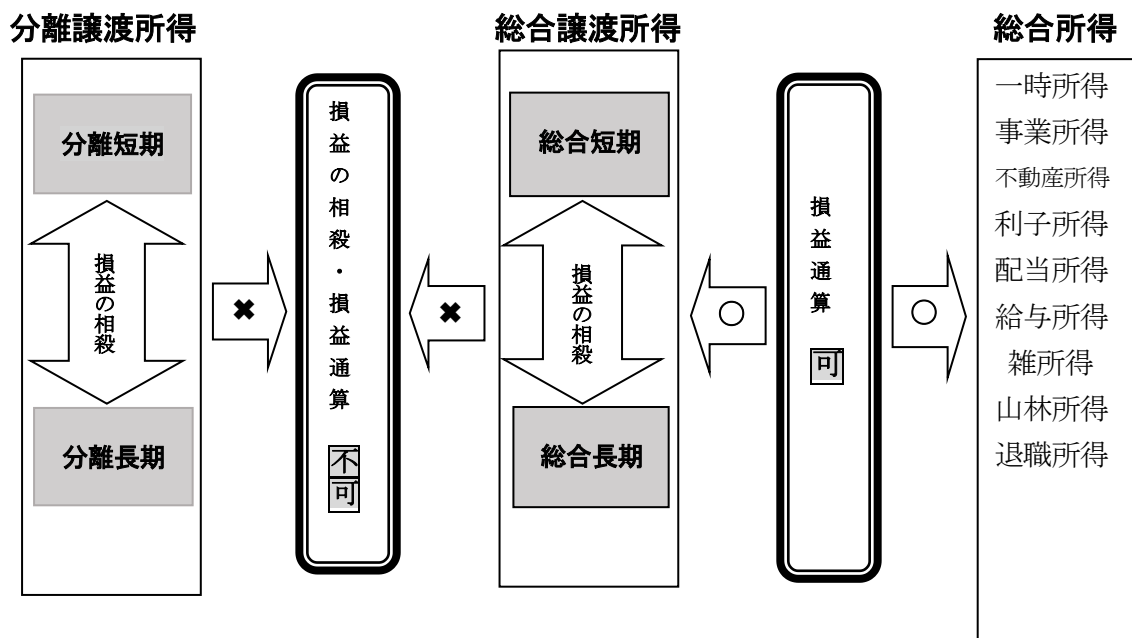 分離譲渡所得
分離短期
損益の相殺
分離長期
✖
損益の相殺・損益通算 不可
✖
総合譲渡所得
総合短期
損益の相殺
総合長期
○
損益通算 可
○
総合所得
一時所得
事業所得
不動産所得
利子所得
配当所得
給与所得
雑所得
山林所得
退職所得